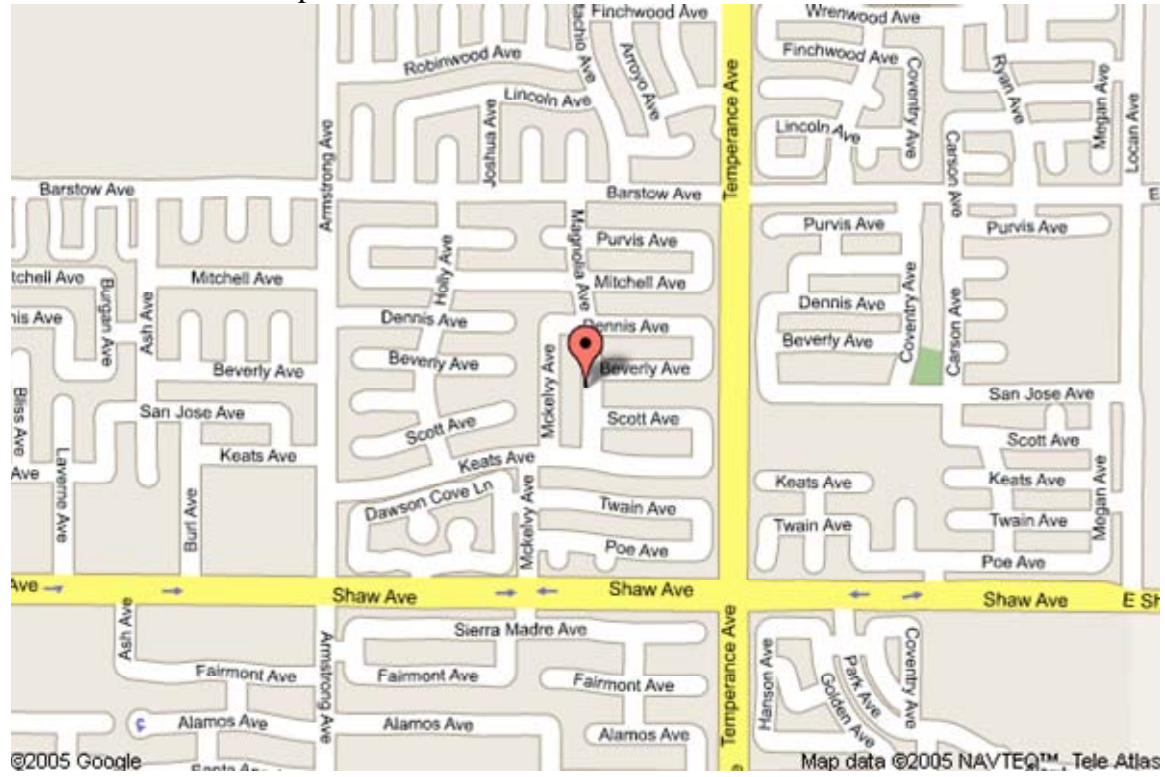 Finchwood Ave
Wrenwood Ave
Robinwood Ave
tachio Ave
Arroyo Ave
Finchwood Ave
Coventry Ave
Ryan Ave
Megan Ave
Locan Ave
Lincoln Ave
Joshua Ave
Temperance Ave
Lincoln Ave
Carson Ave
Armstrong Ave
Barstow Ave
Barstow Ave
E
Magnolia Ave
Purvis Ave
Purvis Ave
Purvis Ave
Holly Ave
tchell Ave
Burgan Ave
Ash Ave
Mitchell Ave
Mitchell Ave
Coventry Ave
Carson Ave
nis Ave
Dennis Ave
Dennis Ave
Dennis Ave
Beverly Ave
Beverly Ave
Mckelvy Ave
Beverly Ave
Beverly Ave
Bliss Ave
San Jose Ave
San Jose Ave
Scott Ave
Scott Ave
Scott Ave
Laverne Ave
Keats Ave
Keats Ave
Ave
Keats Ave
Keats Ave
Megan Ave
Dawson Cove Ln
Mckelvy Ave
Burl Ave
Twain Ave
Twain Ave
Twain Ave
Poe Ave
Poe Ave
Ave
Shaw Ave
Shaw Ave
Shaw Ave
E Sh
Ash Ave
Armstrong Ave
Sierra Madre Ave
Temperance Ave
Hanson Ave
Golden Ave
Park Ave
Coventry Ave
Fairmont Ave
Fairmont Ave
Fairmont Ave
Alamos Ave
Alamos Ave
Alamos Ave
©2005 Google
Santa An
Map data ©2005 NAVTEQ™, Tele Atlas